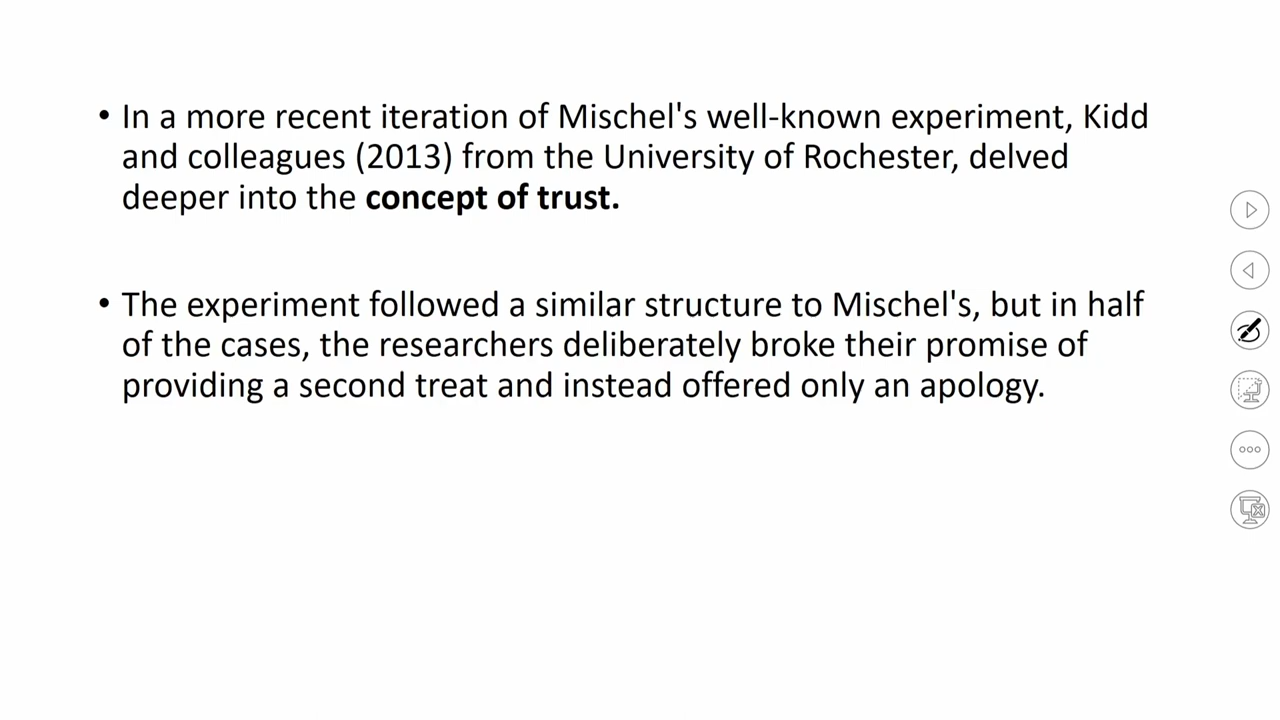 • In a more recent iteration of Mischel's well-known experiment, Kidd
and colleagues (2013) from the University of Rochester, delved
deeper into the concept of trust.
• The experiment followed a similar structure to Mischel's, but in half
of the cases, the researchers deliberately broke their promise of
providing a second treat and instead offered only an apology.